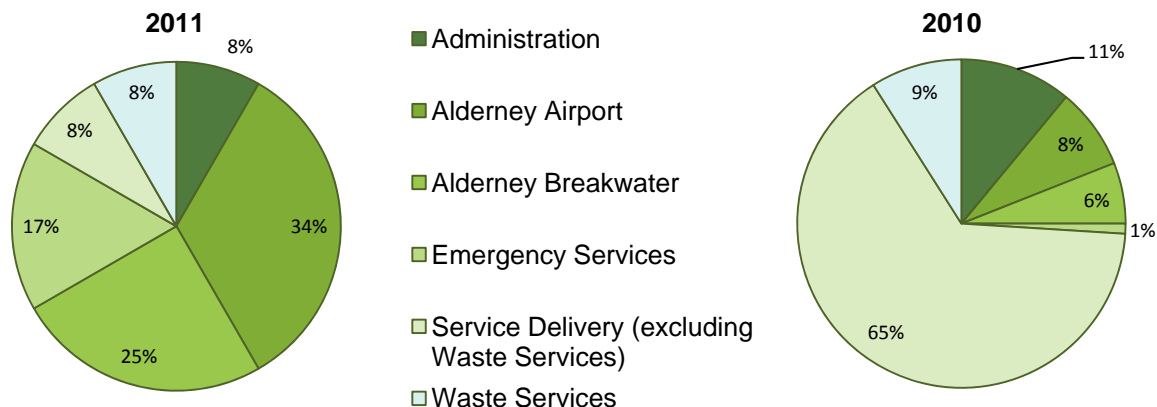 2011
8%
34%
25%
17%
8%
8%
Administration
Alderney Airport
Alderney Breakwater
Emergency Services
Service Delivery (excluding
Waste Services)
Waste Services
2010
11%
8%
6%
1%
65%
9%